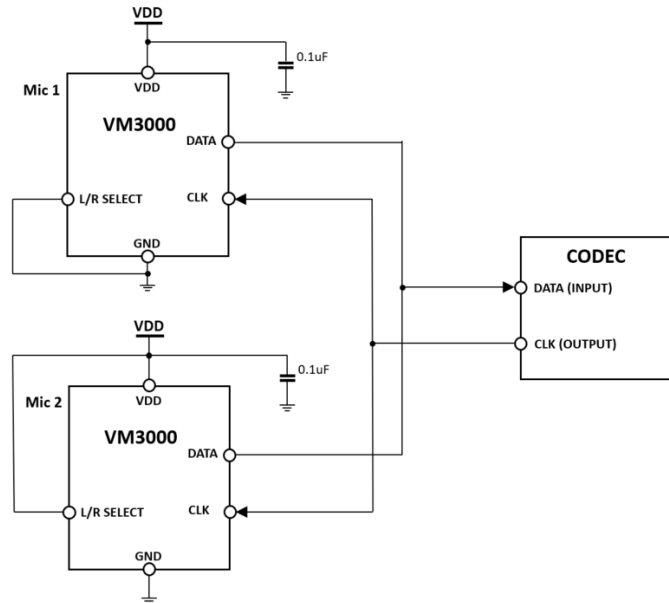 VDD
0.1uF
Mic 1
VDD
VM3000
DATA
L/R SELECT
CLK
GND
CODEC
DATA (INPUT)
CLK (OUTPUT)
VDD
0.1uF
Mic 2
VDD
VM3000
DATA
L/R SELECT
CLK
GND